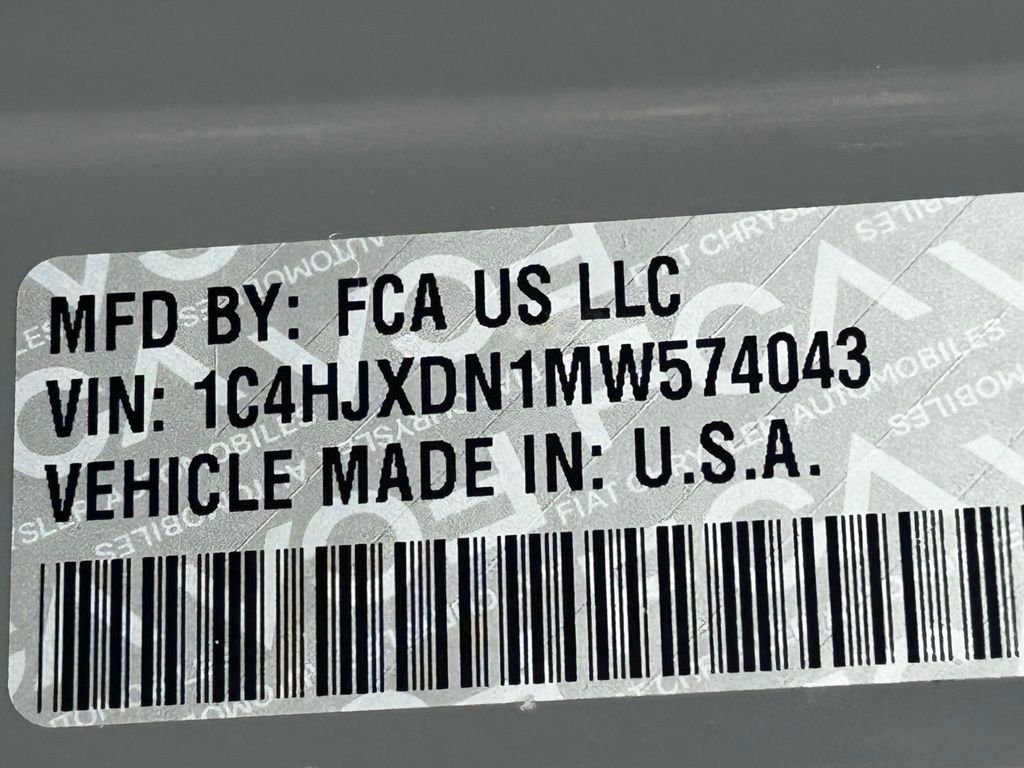 MFD BY: FCA US LLC
VIN: 1C4HJXDN1MW574043
VEHICLE MADE IN: U.S.A.